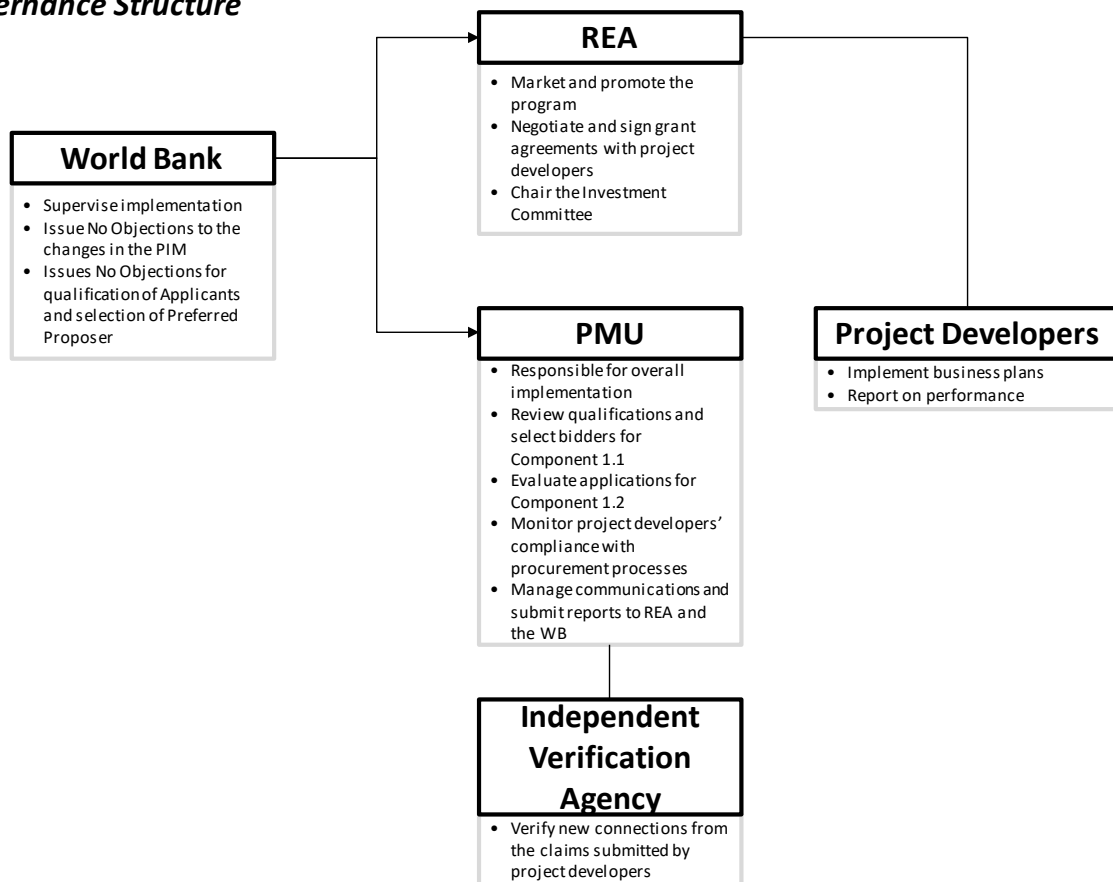 ernance Structure
REA
• Market and promote the
program
• Negotiate and sign grant
agreements with project
developers
• Chair the Investment
Committee
World Bank
• Supervise implementation
• Issue No Objections to the
changes in the PIM
• Issues No Objections for
qualification of Applicants
and selection of Preferred
Proposer
PMU
• Responsible for overall
implementation
• Review qualifications and
select bidders for
Component 1.1
• Evaluate applications for
Component 1.2
• Monitor project developers’
compliance with
procurement processes
• Manage communications and
submit reports to REA and
the WB
Project Developers
• Implement business plans
• Report on performance
Independent
Verification
Agency
• Verify new connections from
the claims submitted by
project developers